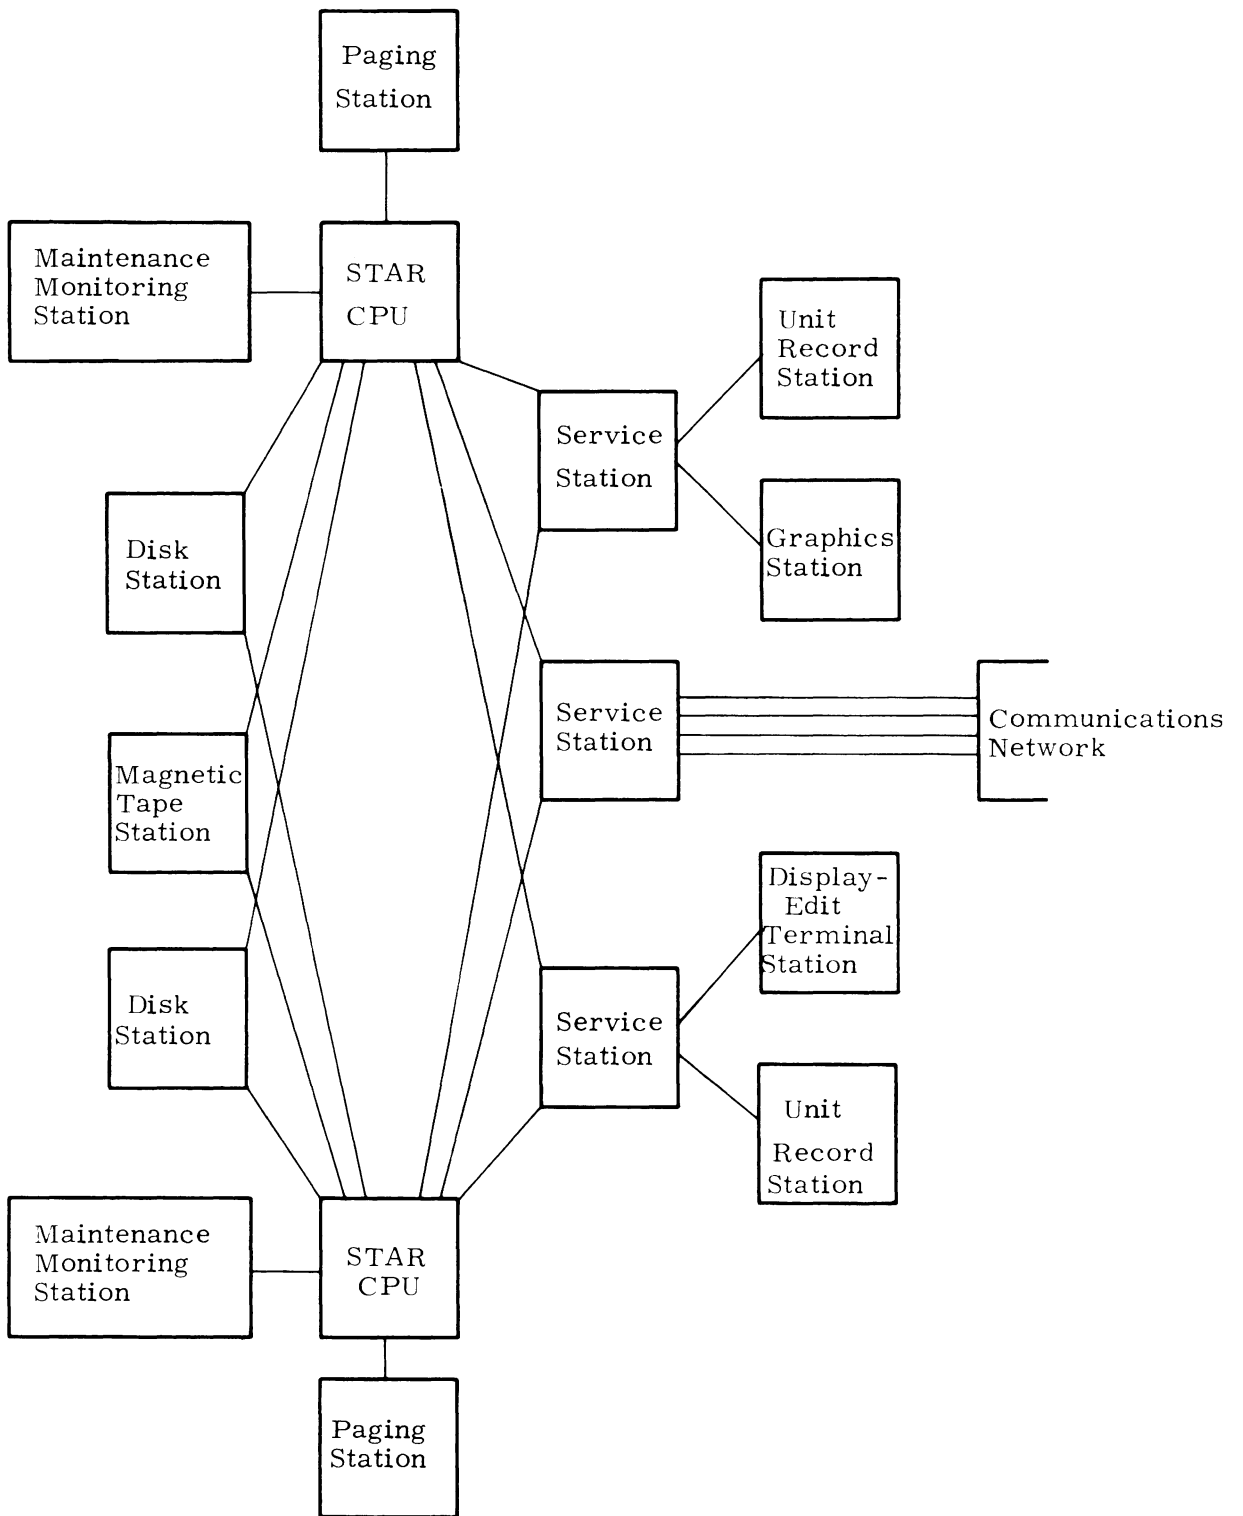 Paging
Station
Maintenance
Monitoring
Station
STAR
CPU
Unit
Record
Station
Service
Station
Graphics
Station
Disk
Station
Service
Station
Communications
Network
Magnetic
Tape
Station
Display-
Edit
Terminal
Station
Disk
Station
Service
Station
Unit
Record
Station
Maintenance
Monitoring
Station
STAR
CPU
Paging
Station